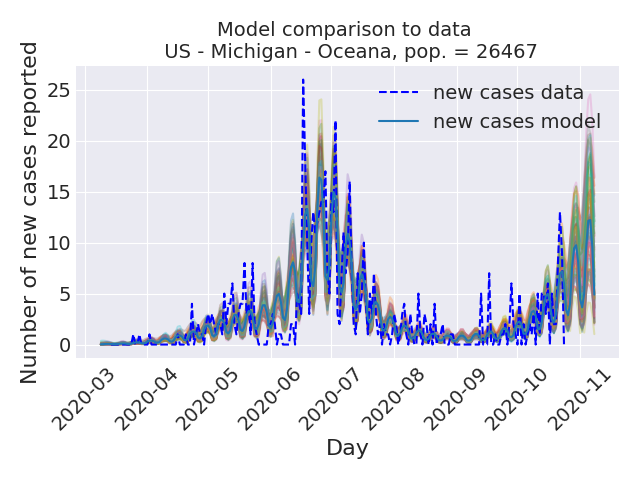 Model comparison to data
US - Michigan - Oceana, pop. = 26467
Number of new cases reported
25
20
15
10
5
0
new cases data
new cases model
2020-03
2020-04
2020-05
2020-06
2020-07
2020-08
2020-09
2020-10
2020-11
Day